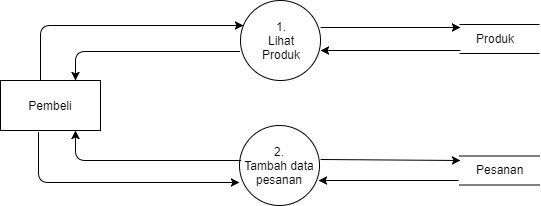 1.
Lihat
Produk
Produk
Pembeli
2.
Tambah data
pesanan
Pesanan